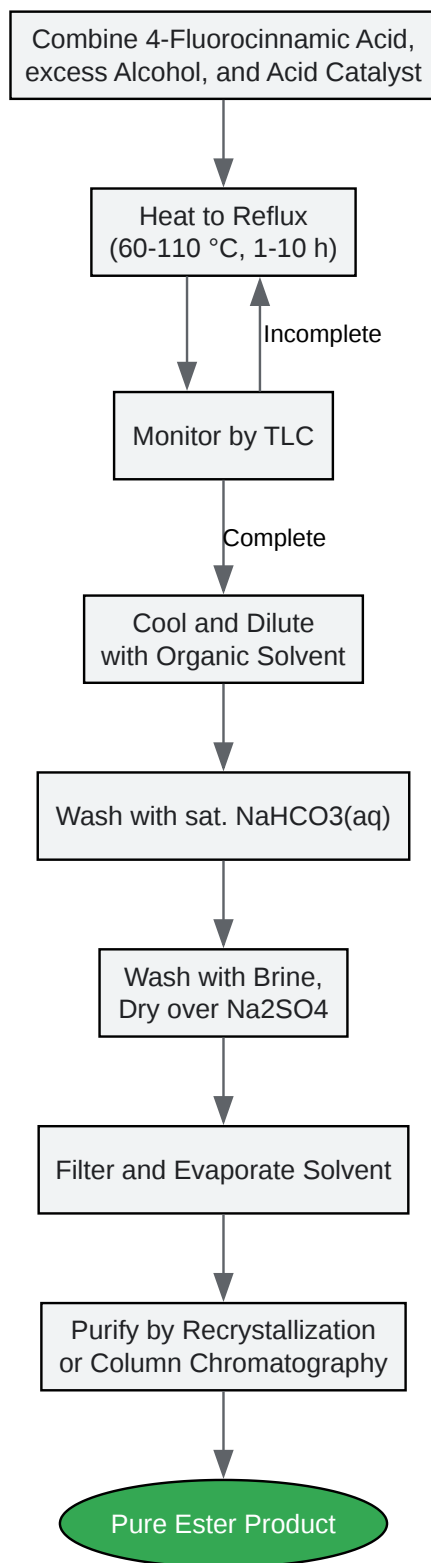 Combine 4-Fluorocinnamic Acid,
excess Alcohol, and Acid Catalyst
Heat to Reflux
(60-110 °C, 1-10 h)
Incomplete
Monitor by TLC
Complete
Cool and Dilute
with Organic Solvent
Wash with sat. NaHCO3(aq)
Wash with Brine,
Dry over Na2SO4
Filter and Evaporate Solvent
Purify by Recrystallization
or Column Chromatography
Pure Ester Product